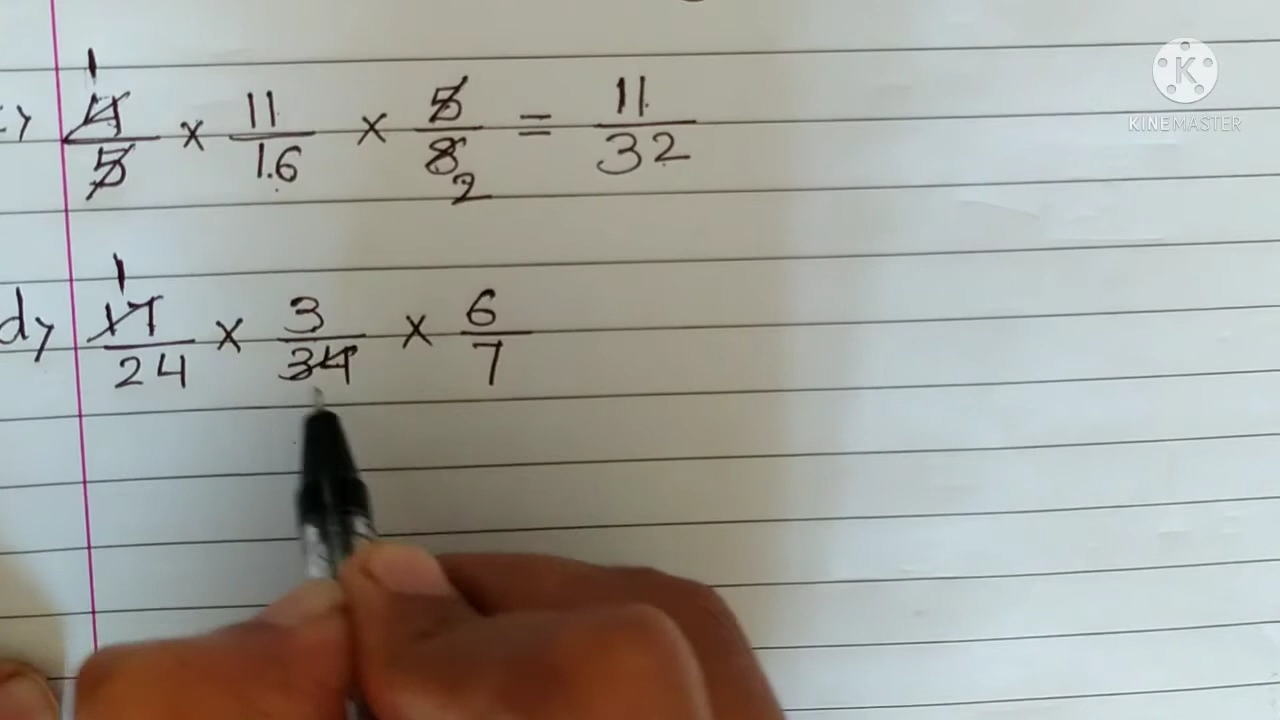 1
4/5 × 11/16 × 5/8 2 = 11/32
1
d> 17/24 × 3/34 × 6/7
K
KINEMASTER